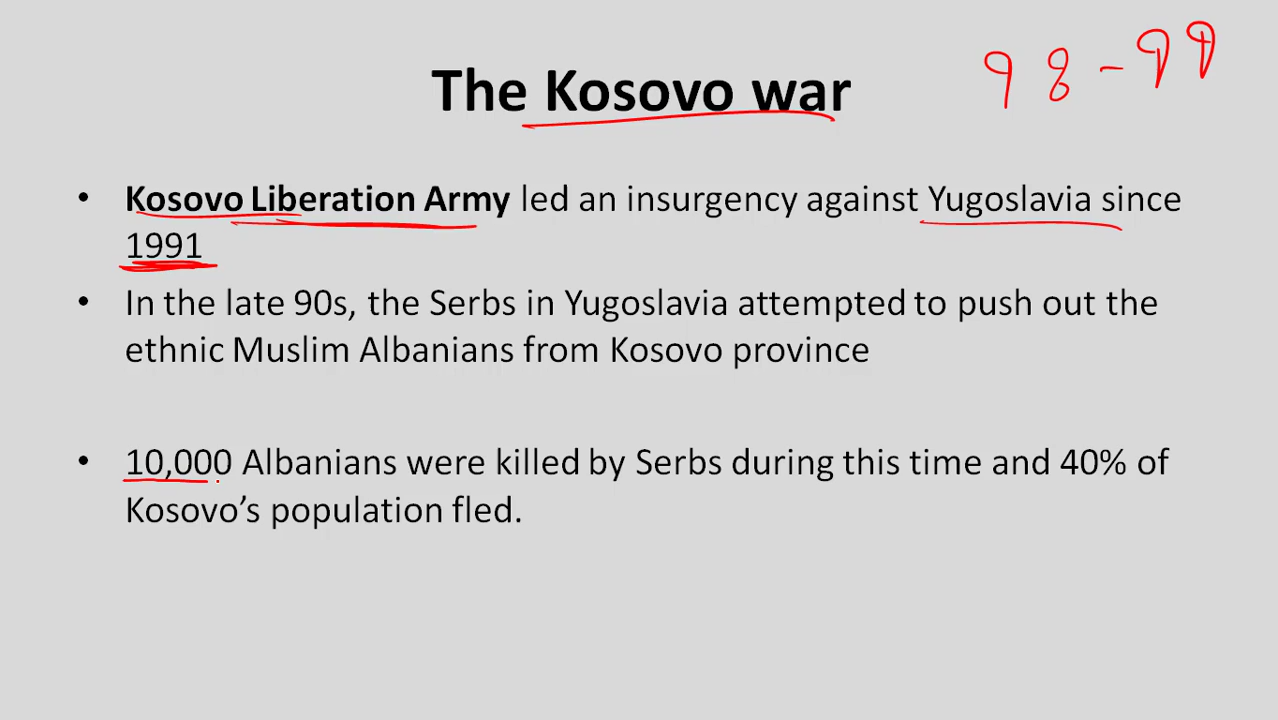 The Kosovo war
98-99
• Kosovo Liberation Army led an insurgency against Yugoslavia since
1991
• In the late 90s, the Serbs in Yugoslavia attempted to push out the
ethnic Muslim Albanians from Kosovo province
• 10,000 Albanians were killed by Serbs during this time and 40% of
Kosovo’s population fled.